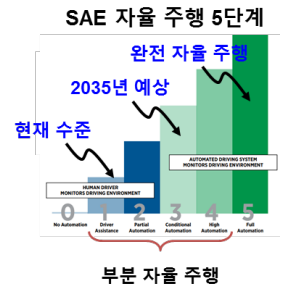 SAE 자율 주행 5단계
완전 자율 주행
2035년 예상
현재 수준
AUTOMATED DRIVING SYSTEM
MONITORS DRIVING ENVIRONMENT
HUMAN DRIVER
MONITORS DRIVING ENVIRONMENT
0 1 2 3 4 5
No Automation Driver Assistance Partial Automation Conditional Automation High Automation Full Automation
부분 자율 주행